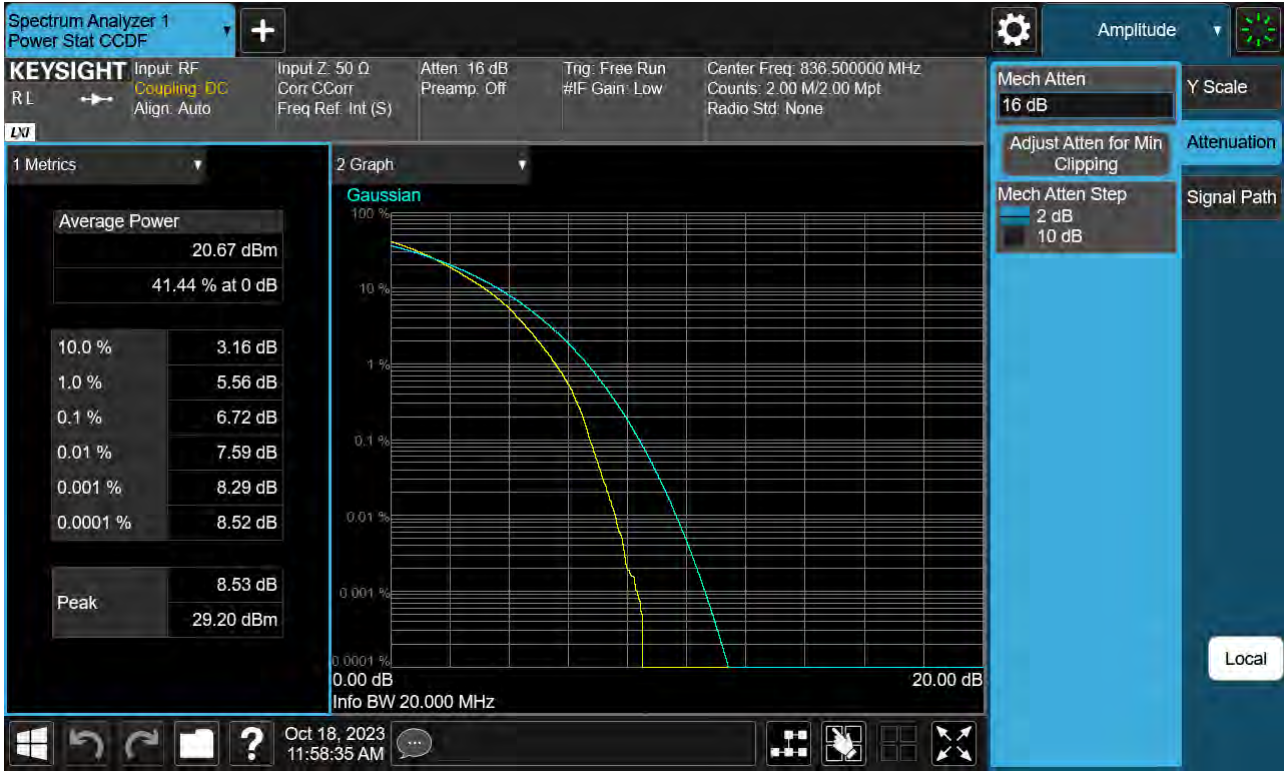 Spectrum Analyzer 1
Power Stat CCDF
Amplitude
KEYSIGHT
RL
LXI
Input: RF
Coupling: DC
Align: Auto
Input Z: 50 Ω
Corr CCorr
Freq Ref: Int (S)
Atten: 16 dB
Preamp: Off
Trig: Free Run
#IF Gain: Low
Center Freq: 836.500000 MHz
Counts: 2.00 M/2.00 Mpt
Radio Std: None
1 Metrics
Average Power
20.67 dBm
41.44 % at 0 dB
10.0 % 3.16 dB
1.0 % 5.56 dB
0.1 % 6.72 dB
0.01 % 7.59 dB
0.001 % 8.29 dB
0.0001 % 8.52 dB
Peak
8.53 dB
29.20 dBm
2 Graph
Gaussian
100 %
10 %
1 %
0.1 %
0.01 %
0.001 %
0.0001 %
0.00 dB 20.00 dB
Info BW 20.000 MHz
Mech Atten
16 dB
Adjust Atten for Min
Clipping
Mech Atten Step
2 dB
10 dB
Y Scale
Attenuation
Signal Path
Local
Oct 18, 2023
11:58:35 AM